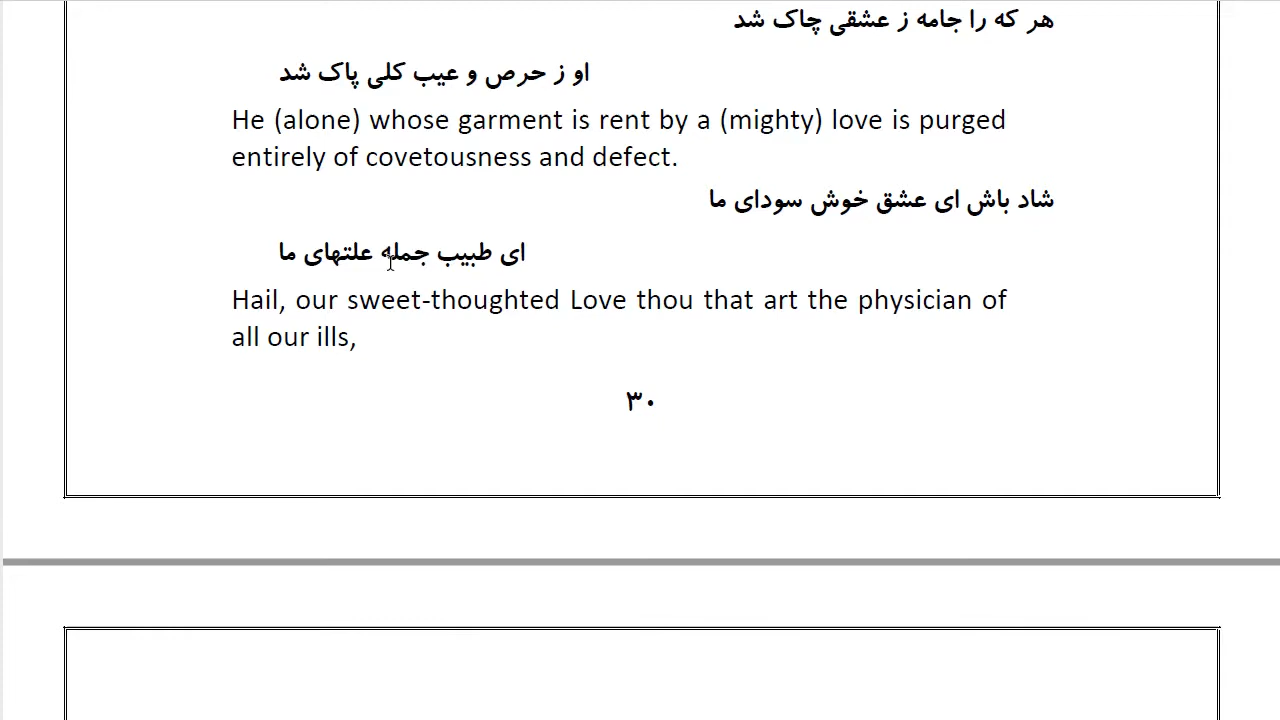 هر که را جامه ز عشقی چاک شد
او ز حرص و عیب کلی پاک شد
He (alone) whose garment is rent by a (mighty) love is purged
entirely of covetousness and defect.
شاد باش ای عشق خوش سودای ما
ای طبیب جمله علتهای ما
Hail, our sweet-thoughted Love thou that art the physician of
all our ills,
۳۰